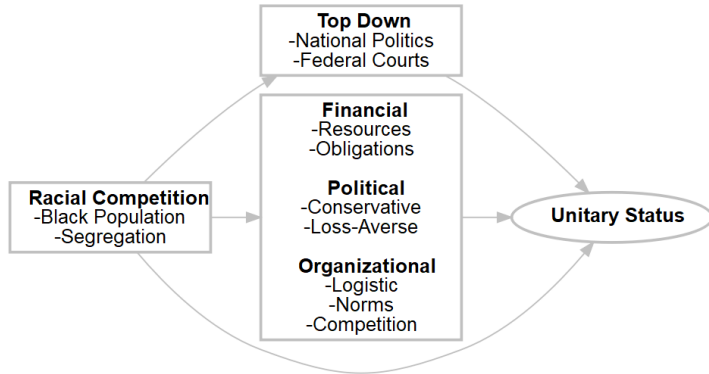 Top Down
-National Politics
-Federal Courts
Financial
-Resources
-Obligations
Political
-Conservative
-Loss-Averse
Organizational
-Logistic
-Norms
-Competition
Racial Competition
-Black Population
-Segregation
Unitary Status